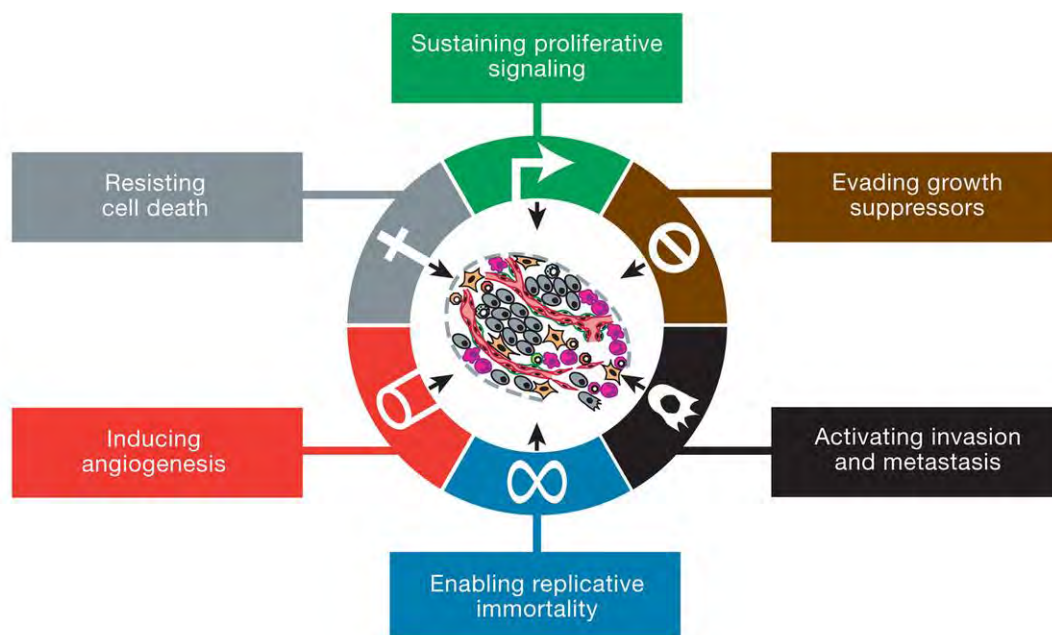 Sustaining proliferative
signaling
Resisting
cell death
Evading growth
suppressors
Inducing
angiogenesis
Activating invasion
and metastasis
Enabling replicative
immortality